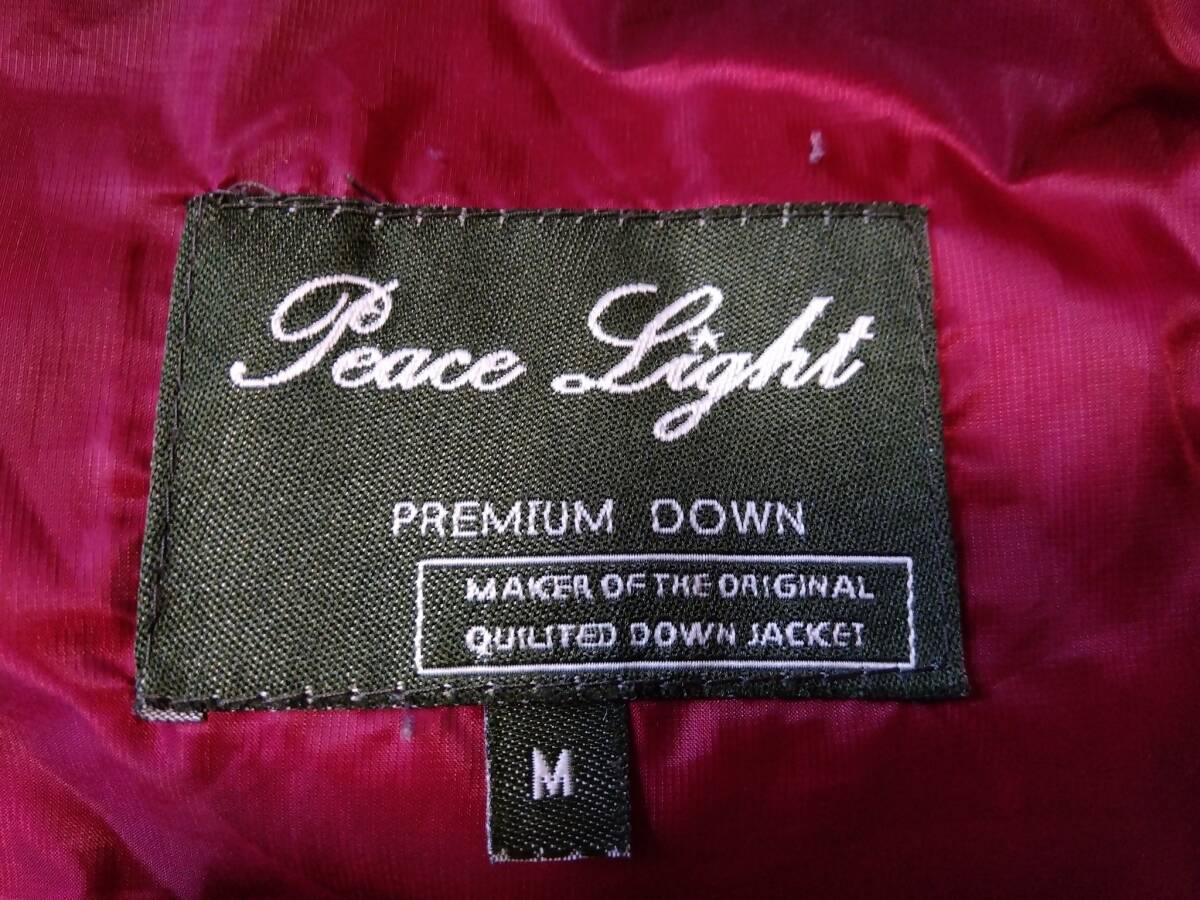 Peace Light
PREMIUM DOWN
MAKER OF THE ORIGINAL
QUILITED DOWN JACKET
M